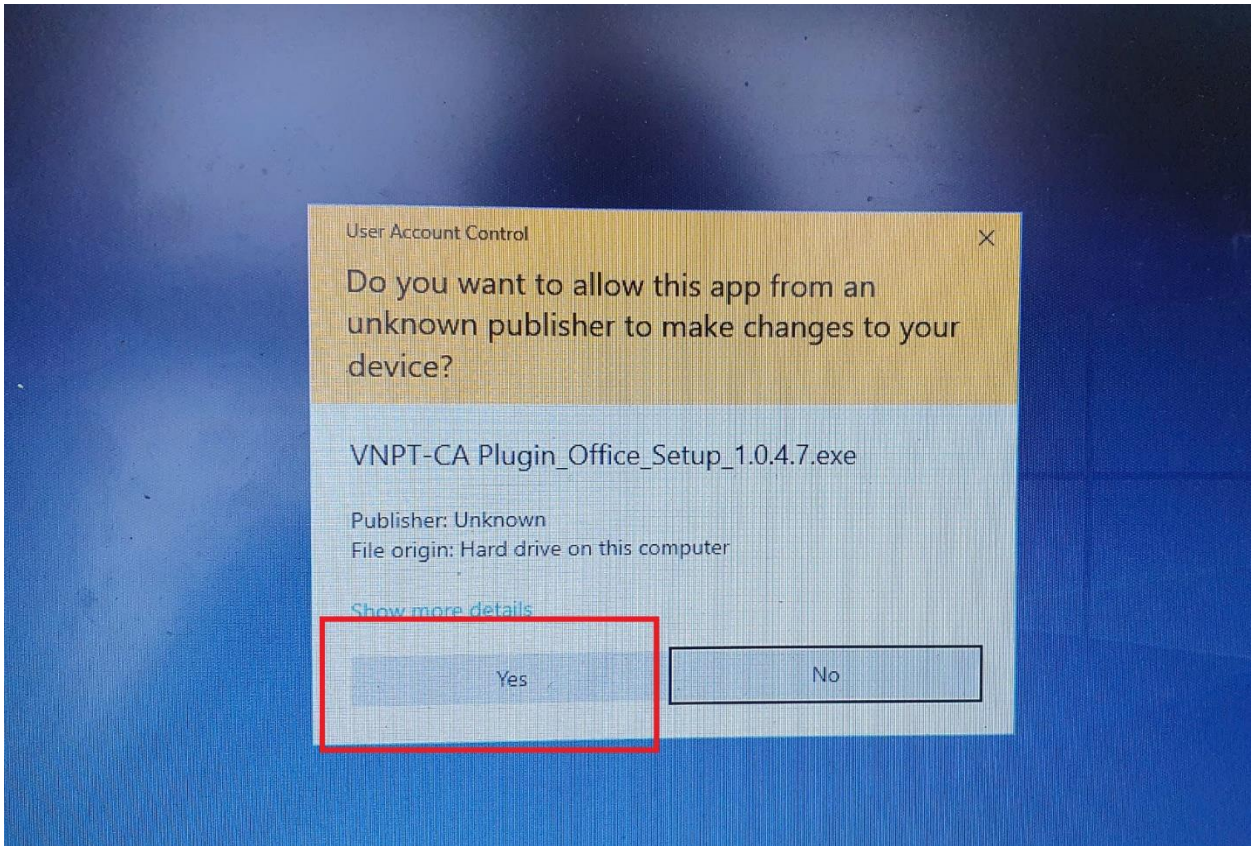 User Account Control
Do you want to allow this app from an
unknown publisher to make changes to your
device?
VNPT-CA Plugin_Office_Setup_1.0.4.7.exe
Publisher: Unknown
File origin: Hard drive on this computer
Show more details
Yes
No